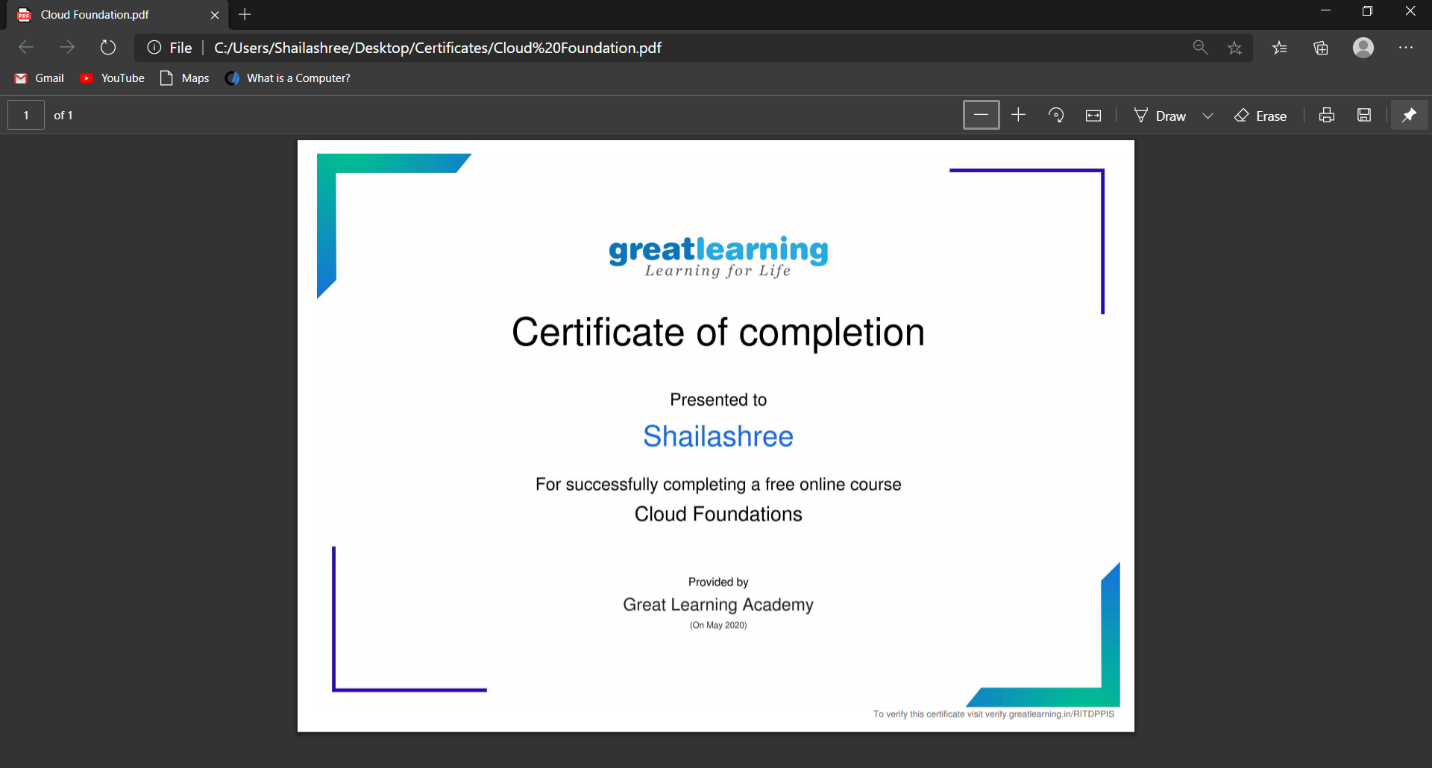 Cloud Foundation.pdf
File
C:/Users/Shailashree/Desktop/Certificates/Cloud%20Foundation.pdf
Gmail
YouTube
Maps
What is a Computer?
1 of 1
Draw
Erase
greatlearning
Learning for Life
Certificate of completion
Presented to
Shailashree
For successfully completing a free online course
Cloud Foundations
Provided by
Great Learning Academy
(On May 2020)
To verify this certificate visit verify.greatlearning.in/RITDPPIS